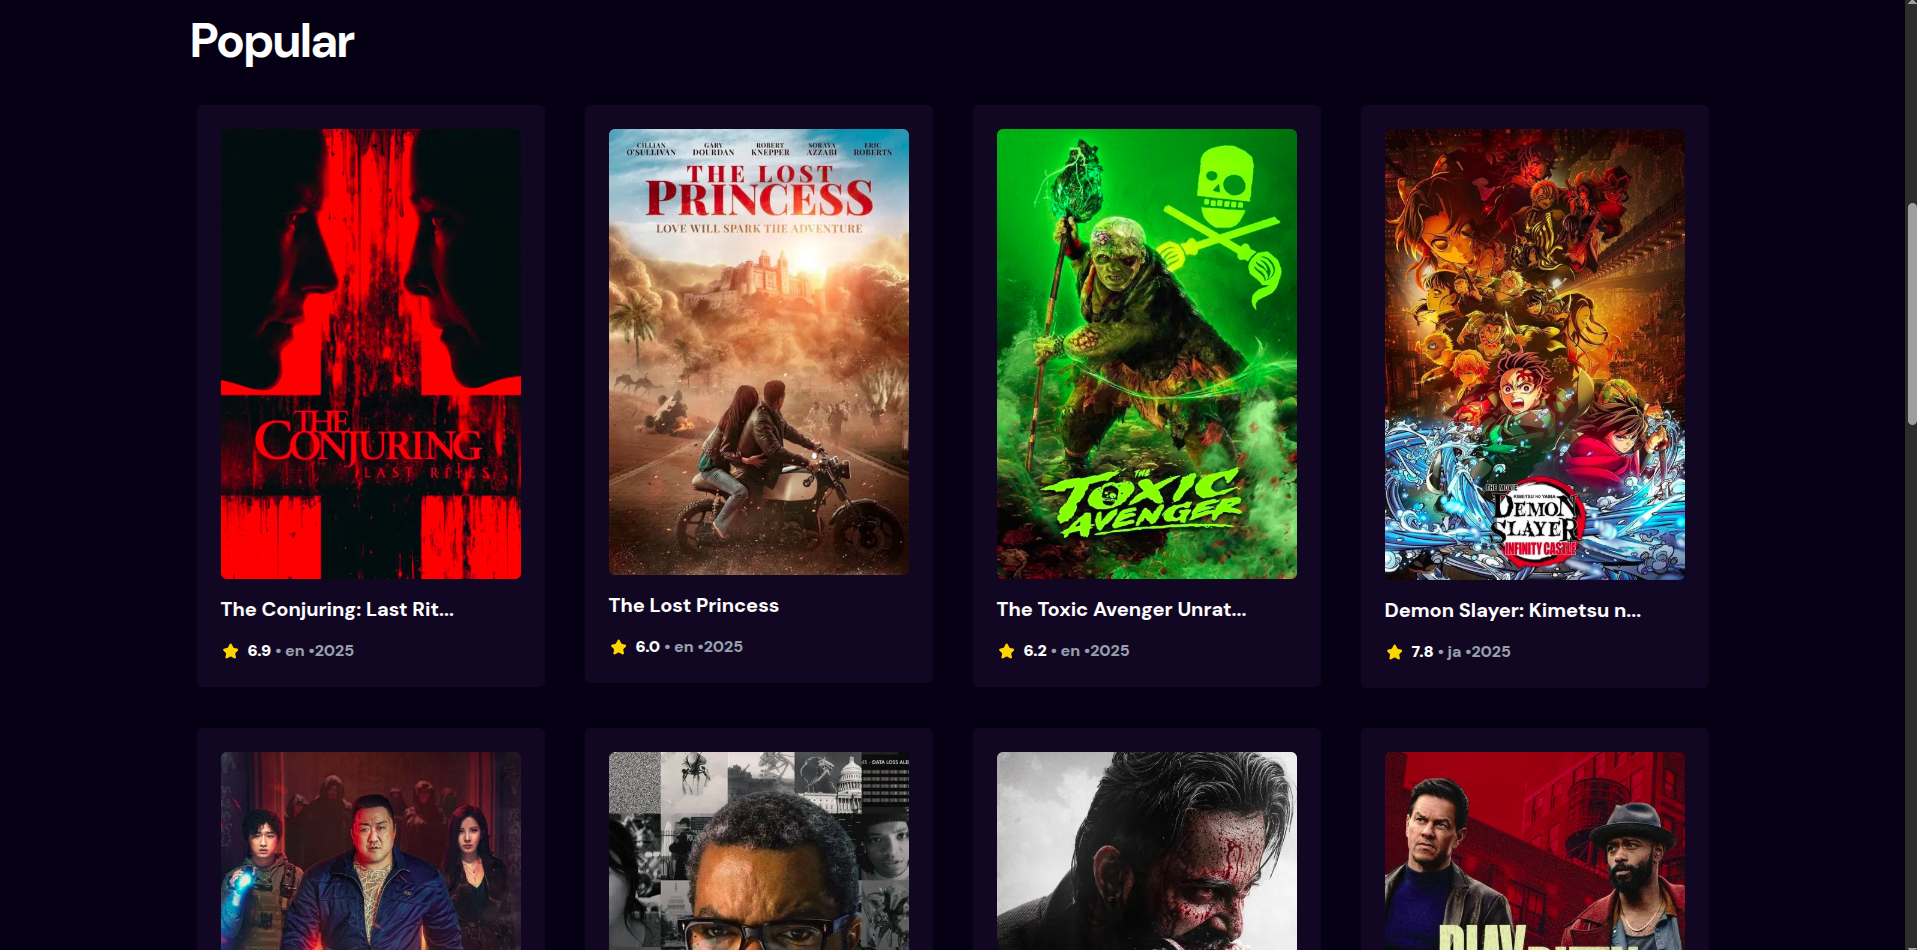 Popular
CILLIAN O'SULLIVAN GARY DOURDAN ROBERT KNEPPER SORAYA AZZABI ERIC ROBERTS
THE LOST
PRINCESS
LOVE WILL SPARK THE ADVENTURE
THE
CONJURING
LAST RITES
THE
TOXIC
AVENGER
THE MOVIE
KIMETSU NO YAIBA
DEMON
SLAYER
INFINITY CASTLE
The Conjuring: Last Rit...
6.9 • en •2025
The Lost Princess
6.0 • en •2025
The Toxic Avenger Unrat...
6.2 • en •2025
Demon Slayer: Kimetsu n...
7.8 • ja •2025
- DATA LOSS
PLAY